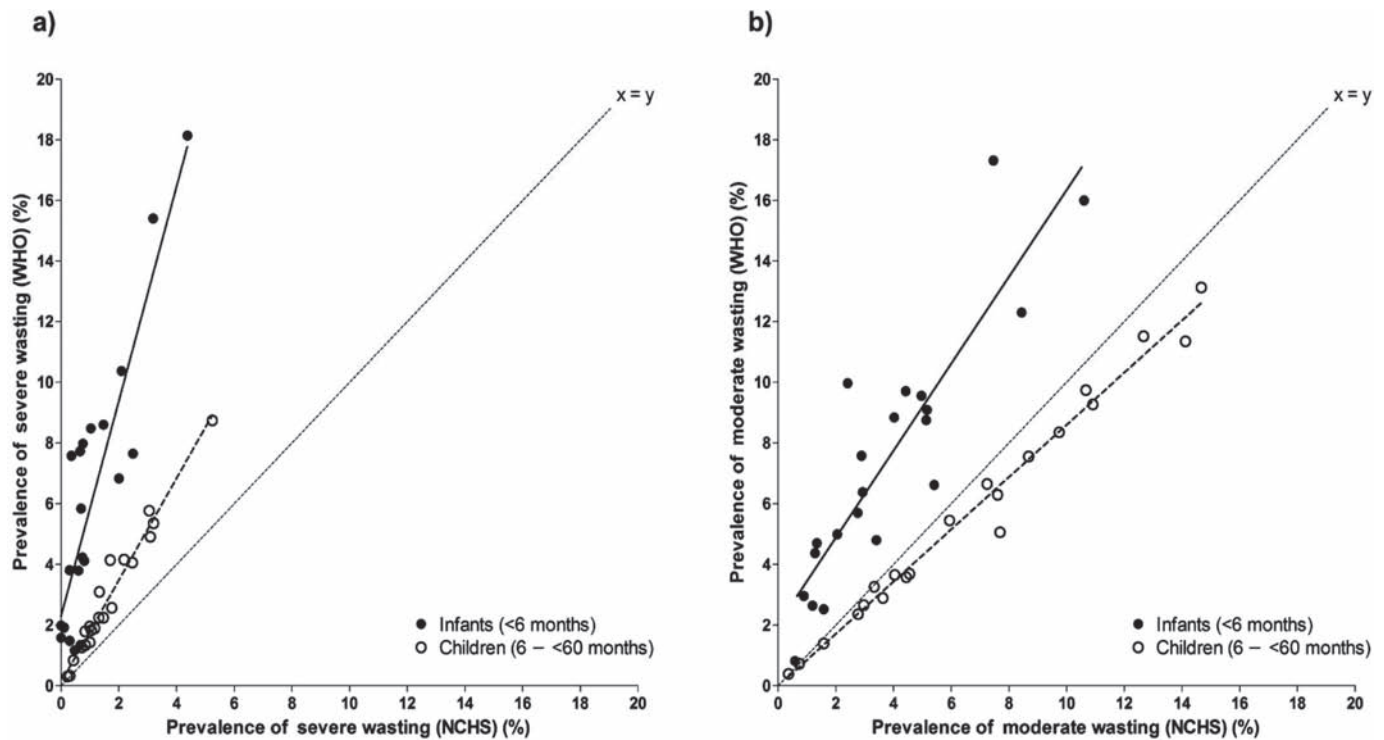 a)
20
18
16
14
12
10
8
6
4
2
0
Prevalence of severe wasting (WHO) (%)
x = y
Infants (<6 months)
Children (6 – <60 months)
0 2 4 6 8 10 12 14 16 18 20
Prevalence of severe wasting (NCHS) (%)
b)
20
18
16
14
12
10
8
6
4
2
0
Prevalence of moderate wasting (WHO) (%)
x = y
Infants (<6 months)
Children (6 – <60 months)
0 2 4 6 8 10 12 14 16 18 20
Prevalence of moderate wasting (NCHS) (%)